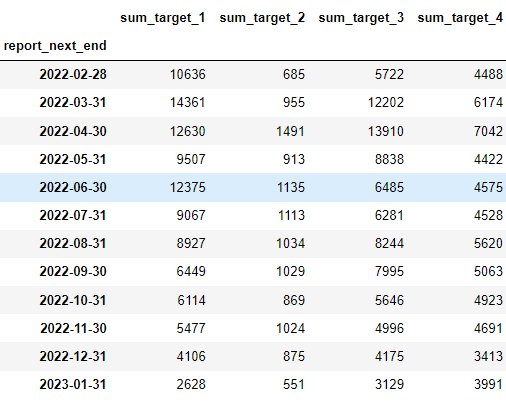 sum_target_1 sum_target_2 sum_target_3 sum_target_4
report_next_end
2022-02-28 10636 685 5722 4488
2022-03-31 14361 955 12202 6174
2022-04-30 12630 1491 13910 7042
2022-05-31 9507 913 8838 4422
2022-06-30 12375 1135 6485 4575
2022-07-31 9067 1113 6281 4528
2022-08-31 8927 1034 8244 5620
2022-09-30 6449 1029 7995 5063
2022-10-31 6114 869 5646 4923
2022-11-30 5477 1024 4996 4691
2022-12-31 4106 875 4175 3413
2023-01-31 2628 551 3129 3991